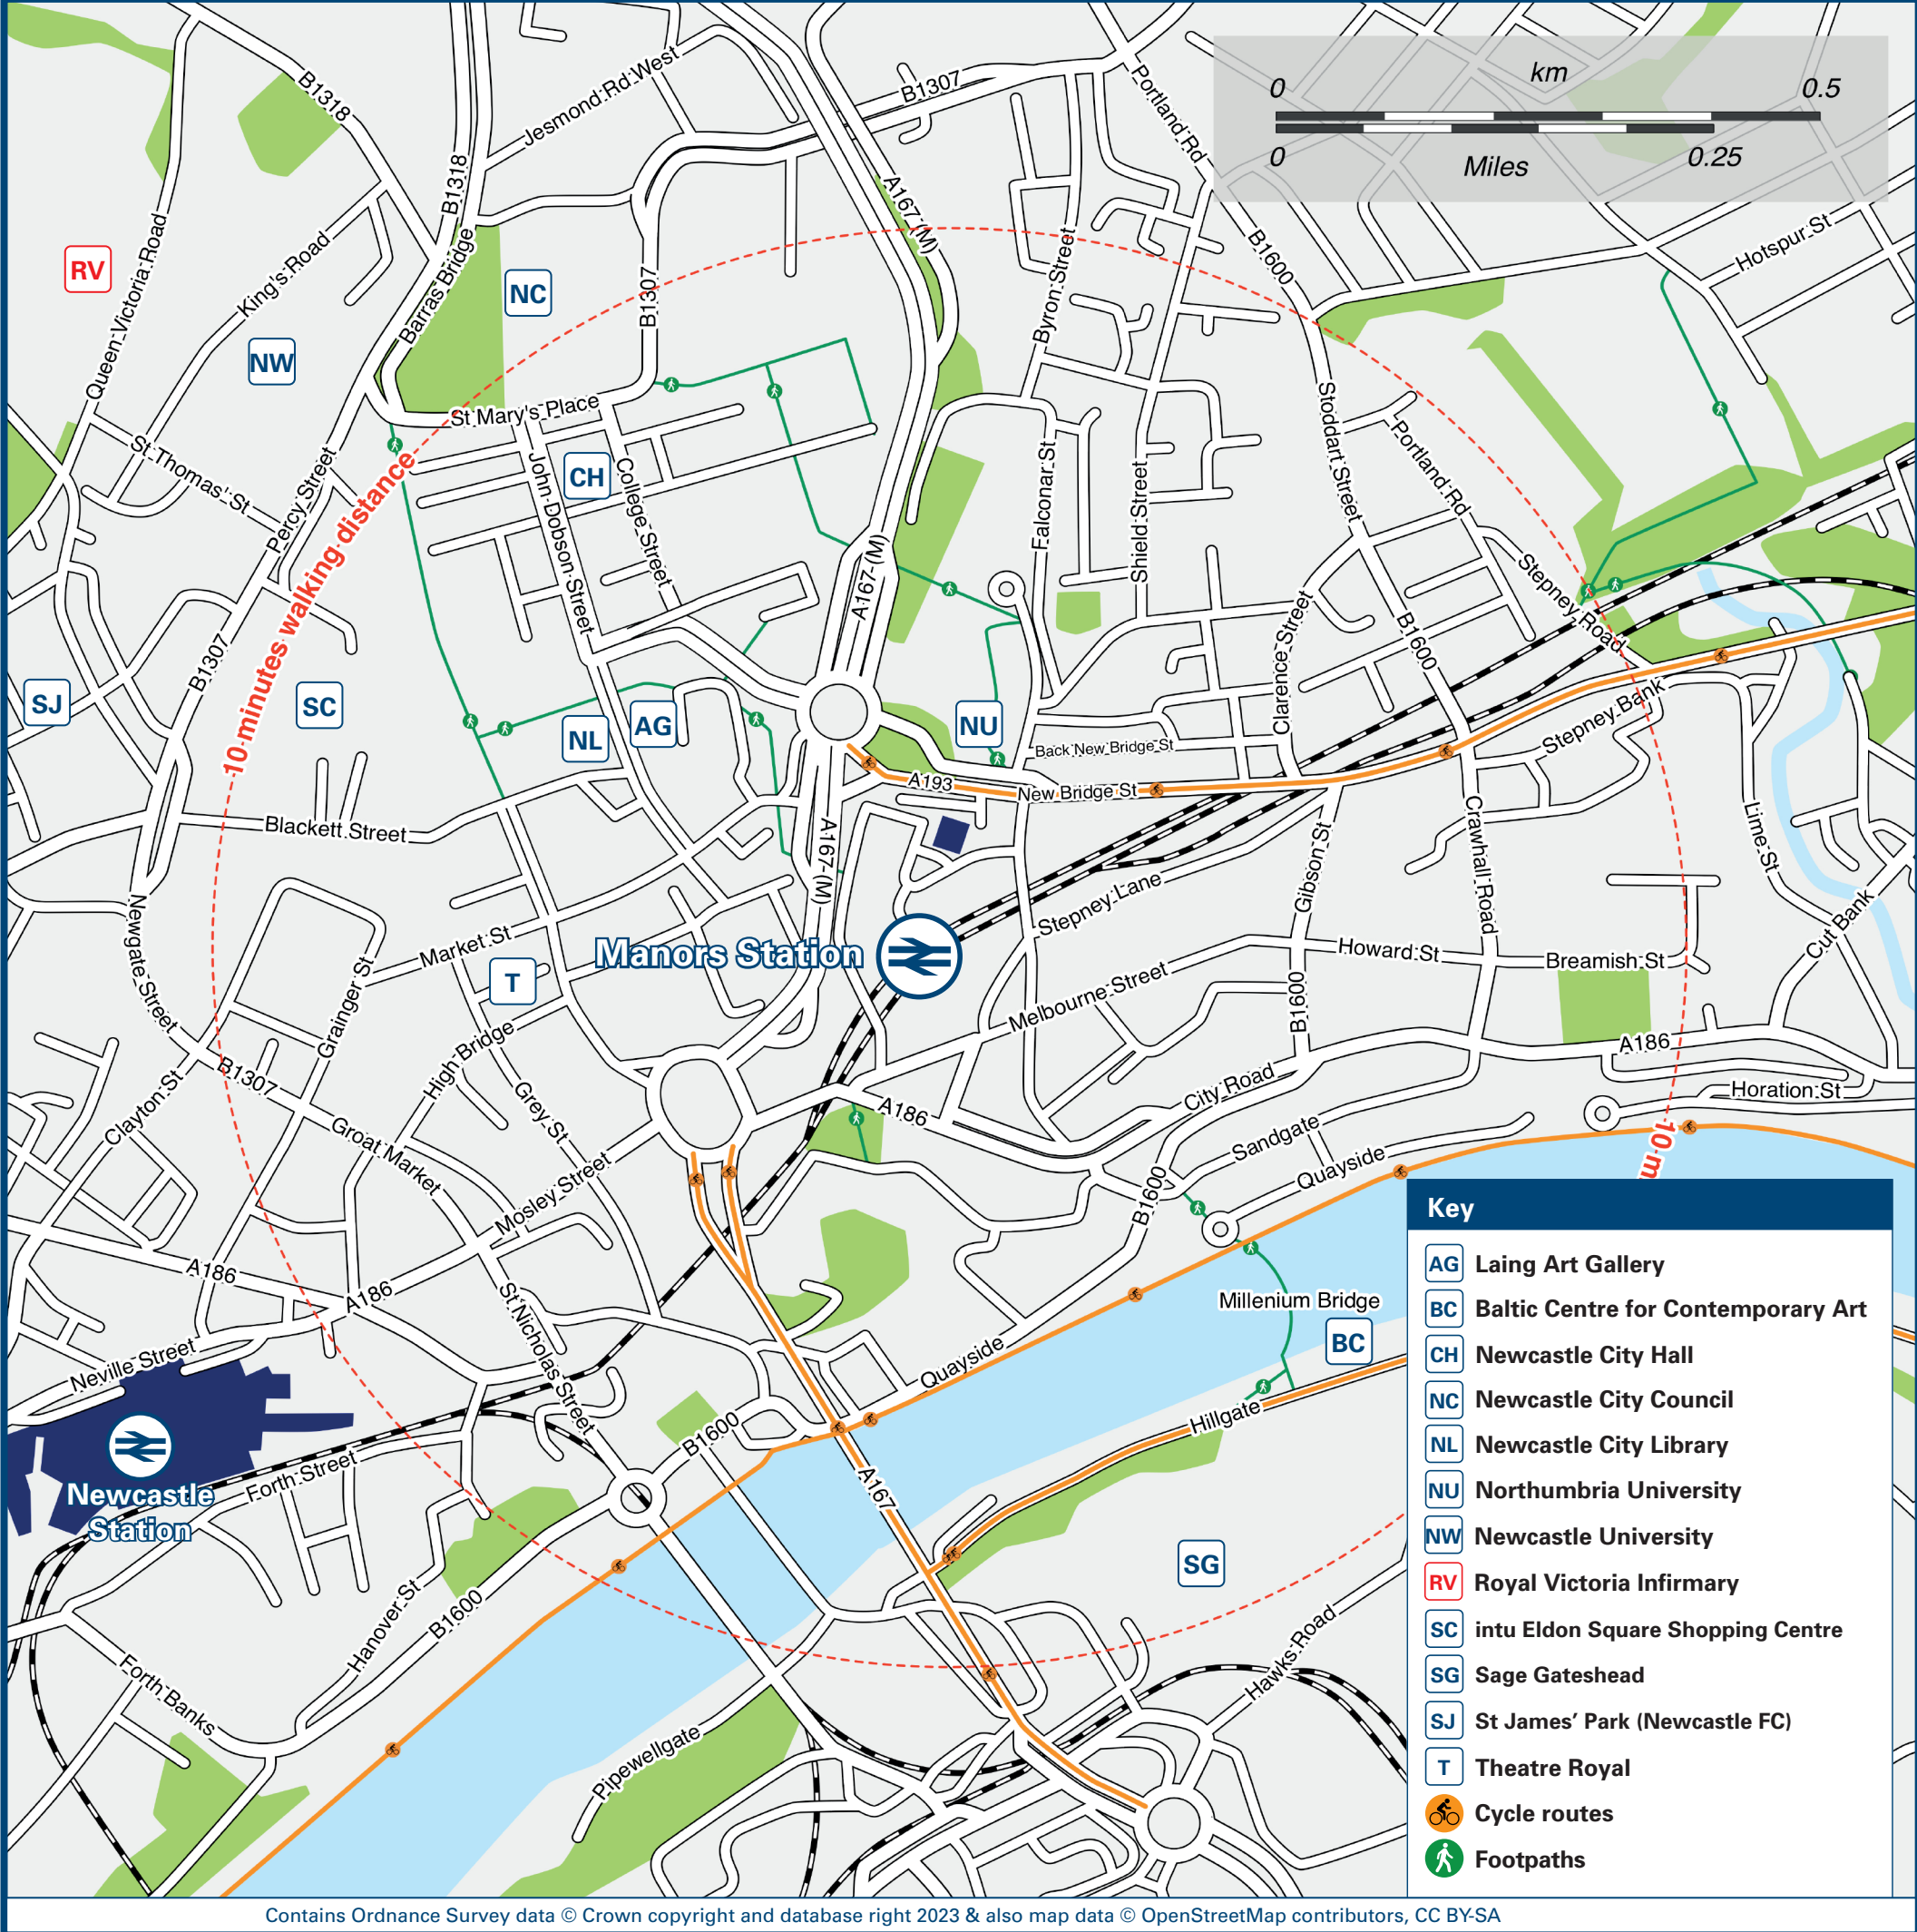 km
0
0.5
0
Miles
0.25
B1318
Jesmond Rd West
B1307
Portland Rd
B1318
A167 (M)
Queen Victoria Road
RV
King's Road
Barras Bridge
NC
B1307
Byron Street
B1600
Hotspur St
NW
St Mary's Place
St Thomas' St
Percy Street
10 minutes walking distance
John Dobson Street
CH
College Street
Falconar St
Shield Street
Stoddart Street
Portland Rd
A167 (M)
Stepney Road
Clarence Street
B1600
B1307
SJ
SC
NL
AG
NU
Back New Bridge St
Stepney Bank
A193
New Bridge St
Blackett Street
A167 (M)
Gibson St
Crawhall Road
Lime St
Stepney Lane
Cut Bank
Newgate Street
Market St
Manors Station
Howard St
Breamish St
T
Grainger St
Melbourne Street
B1600
High Bridge
A186
B1307
Clayton St
Grey St
A186
City Road
Horation St
Groat Market
Mosley Street
Sandgate
Quayside
10 m
B1600
A186
A186
St Nicholas Street
Millenium Bridge
BC
Neville Street
Quayside
Hillgate
B1600
Forth Street
A167
Newcastle
Station
SG
Hanover St
B1600
Hawks Road
Forth Banks
Pipewellgate
Key
AG Laing Art Gallery
BC Baltic Centre for Contemporary Art
CH Newcastle City Hall
NC Newcastle City Council
NL Newcastle City Library
NU Northumbria University
NW Newcastle University
RV Royal Victoria Infirmary
SC intu Eldon Square Shopping Centre
SG Sage Gateshead
SJ St James' Park (Newcastle FC)
T Theatre Royal
Cycle routes
Footpaths
Contains Ordnance Survey data © Crown copyright and database right 2023 & also map data © OpenStreetMap contributors, CC BY-SA